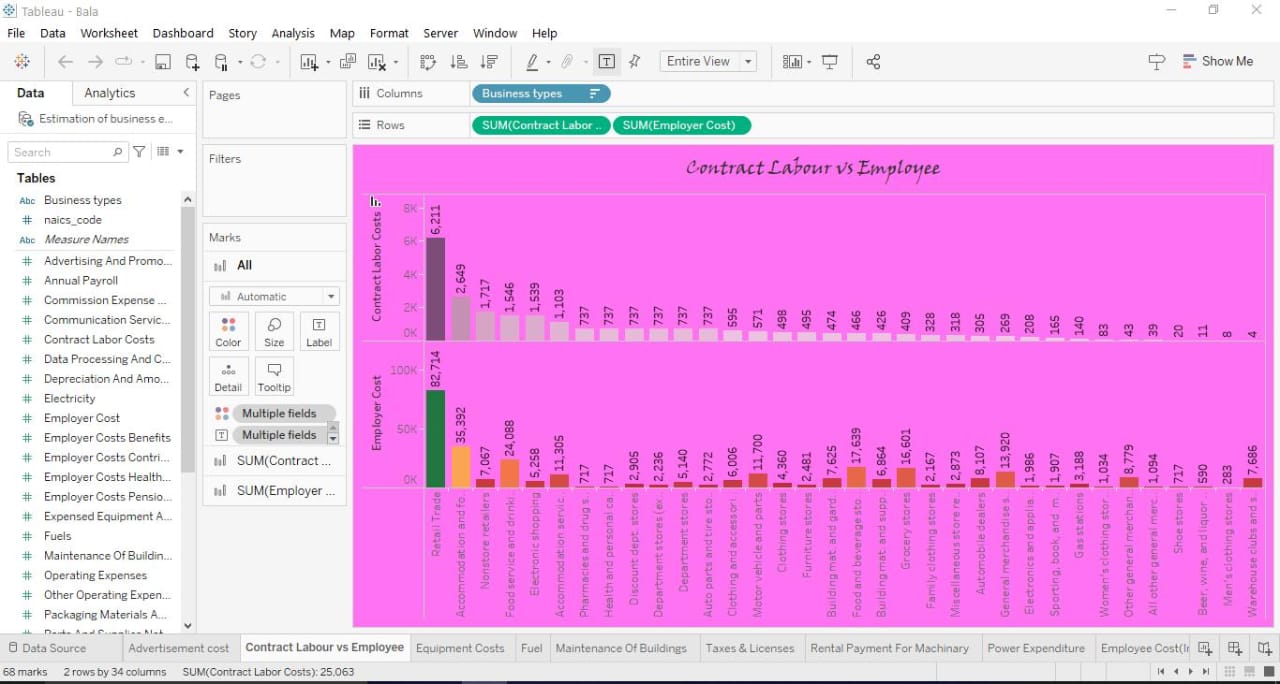 Tableau - Bala
File Data Worksheet Dashboard Story Analysis Map Format Server Window Help
Entire View
Show Me
Data Analytics
Estimation of business e...
Search
Tables
Abc Business types
# naics_code
Abc Measure Names
# Advertising And Promo...
# Annual Payroll
# Commission Expense ...
# Communication Servic...
# Contract Labor Costs
# Data Processing And C...
# Depreciation And Amo...
# Electricity
# Employer Cost
# Employer Costs Benefits
# Employer Costs Contri...
# Employer Costs Health...
# Employer Costs Pensio...
# Expensed Equipment A...
# Fuels
# Maintenance Of Buildin...
# Operating Expenses
# Other Operating Expen...
# Packaging Materials A...
Pages
Filters
Marks
All
Automatic
Color Size Label
Detail Tooltip
Multiple fields
Multiple fields
SUM(Contract ...
SUM(Employer ...
Columns Business types
Rows SUM(Contract Labor .. SUM(Employer Cost)
Contract Labour vs Employee
Contract Labor Costs
8K
6K
4K
2K
0K
6,211 2,649 1,717 1,546 1,539 1,103 737 737 737 737 737 737 595 571 498 495 474 466 426 409 328 318 305 269 208 165 140 83 43 39 20 11 8 4
Employer Cost
100K
50K
0K
82,714 35,392 7,067 24,088 5,258 11,305 717 717 2,905 2,236 5,140 2,772 6,006 11,700 4,360 2,481 7,625 17,639 6,864 16,601 2,167 2,873 8,107 13,920 1,986 1,907 3,188 1,034 8,779 1,094 717 590 283 7,686
Retail Trade
Accommodation and fo..
Nonstore retailers
Food service and drinki..
Electronic shopping
Accommodation servic..
Pharmacies and drug s..
Health and personal ca..
Discount dept. stores
Department stores (ex..
Department stores
Auto parts and tire sto..
Clothing and accessori..
Motor vehicle and parts
Clothing stores
Furniture stores
Building mat. and gard..
Food and beverage sto..
Building mat. and supp..
Grocery stores
Family clothing stores
Miscellaneous store re..
Automobile dealers
General merchandise s..
Electronics and applia..
Sporting, book, and m..
Gas stations
Women's clothing stor..
Other general merchan..
All other general merc..
Shoe stores
Beer, wine, and liquor ..
Men's clothing stores
Warehouse clubs and s..
Data Source Advertisement cost Contract Labour vs Employee Equipment Costs Fuel Maintenance Of Buildings Taxes & Licenses Rental Payment For Machinary Power Expenditure Employee Cost(In
68 marks 2 rows by 34 columns SUM(Contract Labor Costs): 25,063